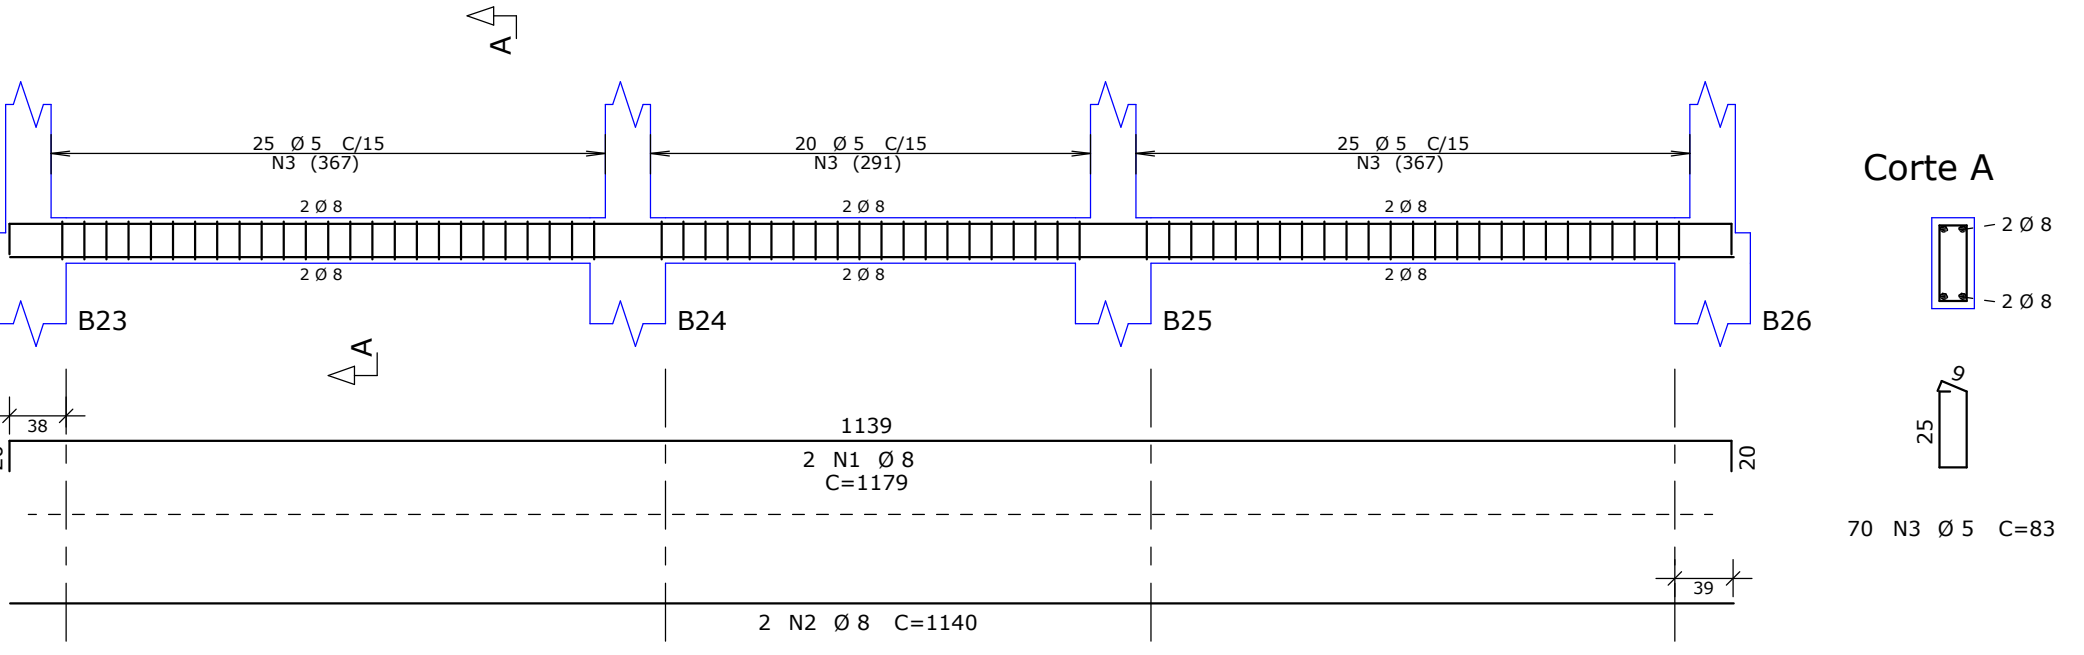 A
25 Ø 5 C/15
N3 (367)
20 Ø 5 C/15
N3 (291)
25 Ø 5 C/15
N3 (367)
Corte A
2 Ø 8
2 Ø 8
2 Ø 8
2 Ø 8
2 Ø 8
2 Ø 8
2 Ø 8
2 Ø 8
B23
B24
B25
B26
A
9
25
38
1139
20
2 N1 Ø 8
C=1179
70 N3 Ø 5 C=83
39
2 N2 Ø 8 C=1140